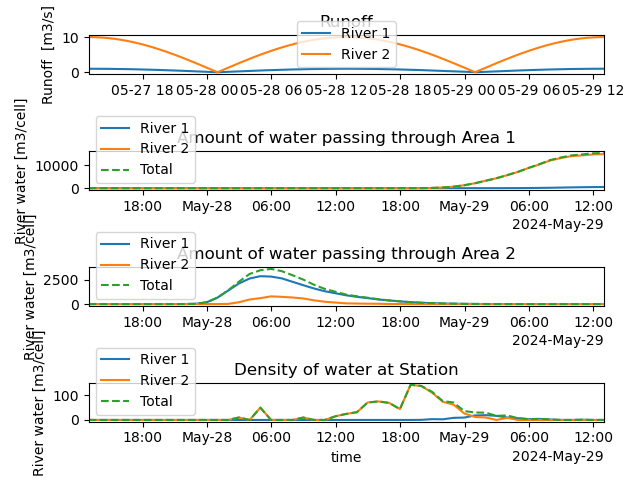 Runoff
Runoff  [m3/s]
10
0
River 1
River 2
05-27 18 05-28 00 05-28 06 05-28 12 05-28 18 05-29 00 05-29 06 05-29 12
Amount of water passing through Area 1
River water [m3/cell]
10000
0
River 1
River 2
Total
18:00 May-28 06:00 12:00 18:00 May-29 06:00 12:00
2024-May-29
Amount of water passing through Area 2
River water [m3/cell]
2500
0
River 1
River 2
Total
18:00 May-28 06:00 12:00 18:00 May-29 06:00 12:00
2024-May-29
Density of water at Station
River water [m3/cell]
100
0
River 1
River 2
Total
18:00 May-28 06:00 12:00 18:00 May-29 06:00 12:00
time
2024-May-29